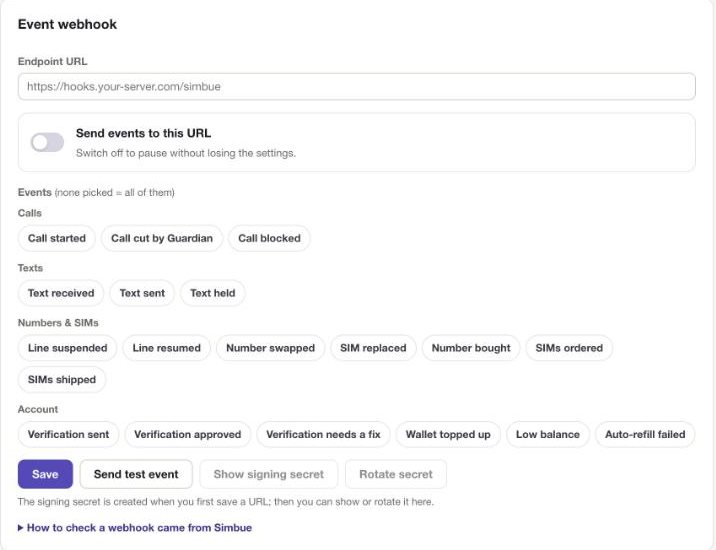 Event webhook
Endpoint URL
https://hooks.your-server.com/simbue
Send events to this URL
Switch off to pause without losing the settings.
Events (none picked = all of them)
Calls
Call started
Call cut by Guardian
Call blocked
Texts
Text received
Text sent
Text held
Numbers & SIMs
Line suspended
Line resumed
Number swapped
SIM replaced
Number bought
SIMs ordered
SIMs shipped
Account
Verification sent
Verification approved
Verification needs a fix
Wallet topped up
Low balance
Auto-refill failed
Save
Send test event
Show signing secret
Rotate secret
The signing secret is created when you first save a URL; then you can show or rotate it here.
How to check a webhook came from Simbue